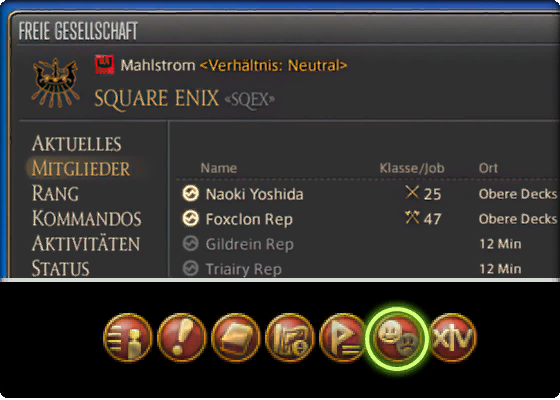 FREIE GESELLSCHAFT
Mahlstrom <Verhältnis: Neutral>
SQUARE ENIX «SQEX»
AKTUELLES
MITGLIEDER
RANG
KOMMANDOS
AKTIVITÄTEN
STATUS
Name Klasse/Job Ort
Naoki Yoshida 25 Obere Decks
Foxclon Rep 47 Obere Decks
Gildrein Rep 12 Min
Triairy Rep 12 Min
XIV